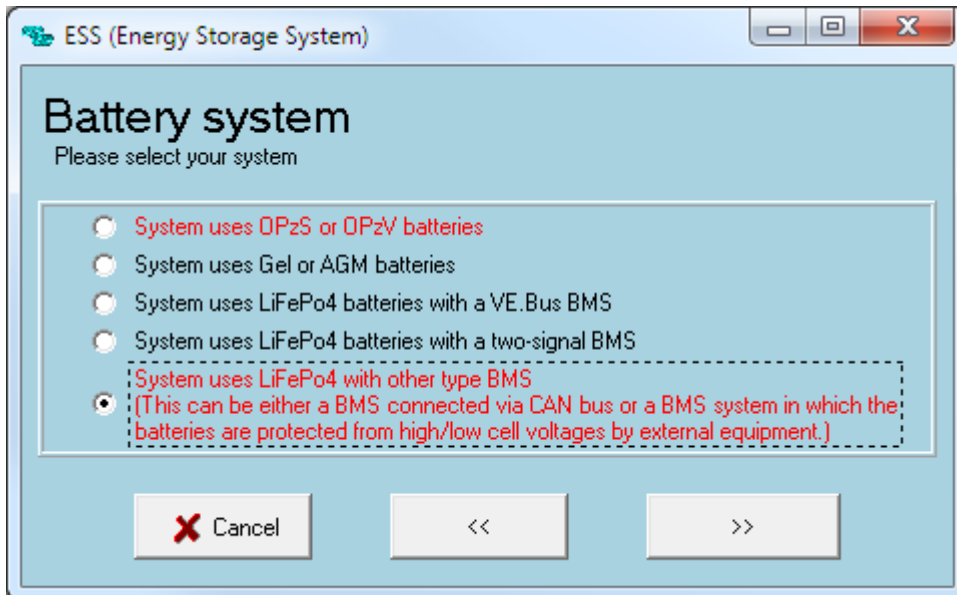 ESS (Energy Storage System)
Battery system
Please select your system
System uses OPzS or OPzV batteries
System uses Gel or AGM batteries
System uses LiFePo4 batteries with a VE.Bus BMS
System uses LiFePo4 batteries with a two-signal BMS
System uses LiFePo4 with other type BMS
(This can be either a BMS connected via CAN bus or a BMS system in which the
batteries are protected from high/low cell voltages by external equipment.)
Cancel
<<
>>